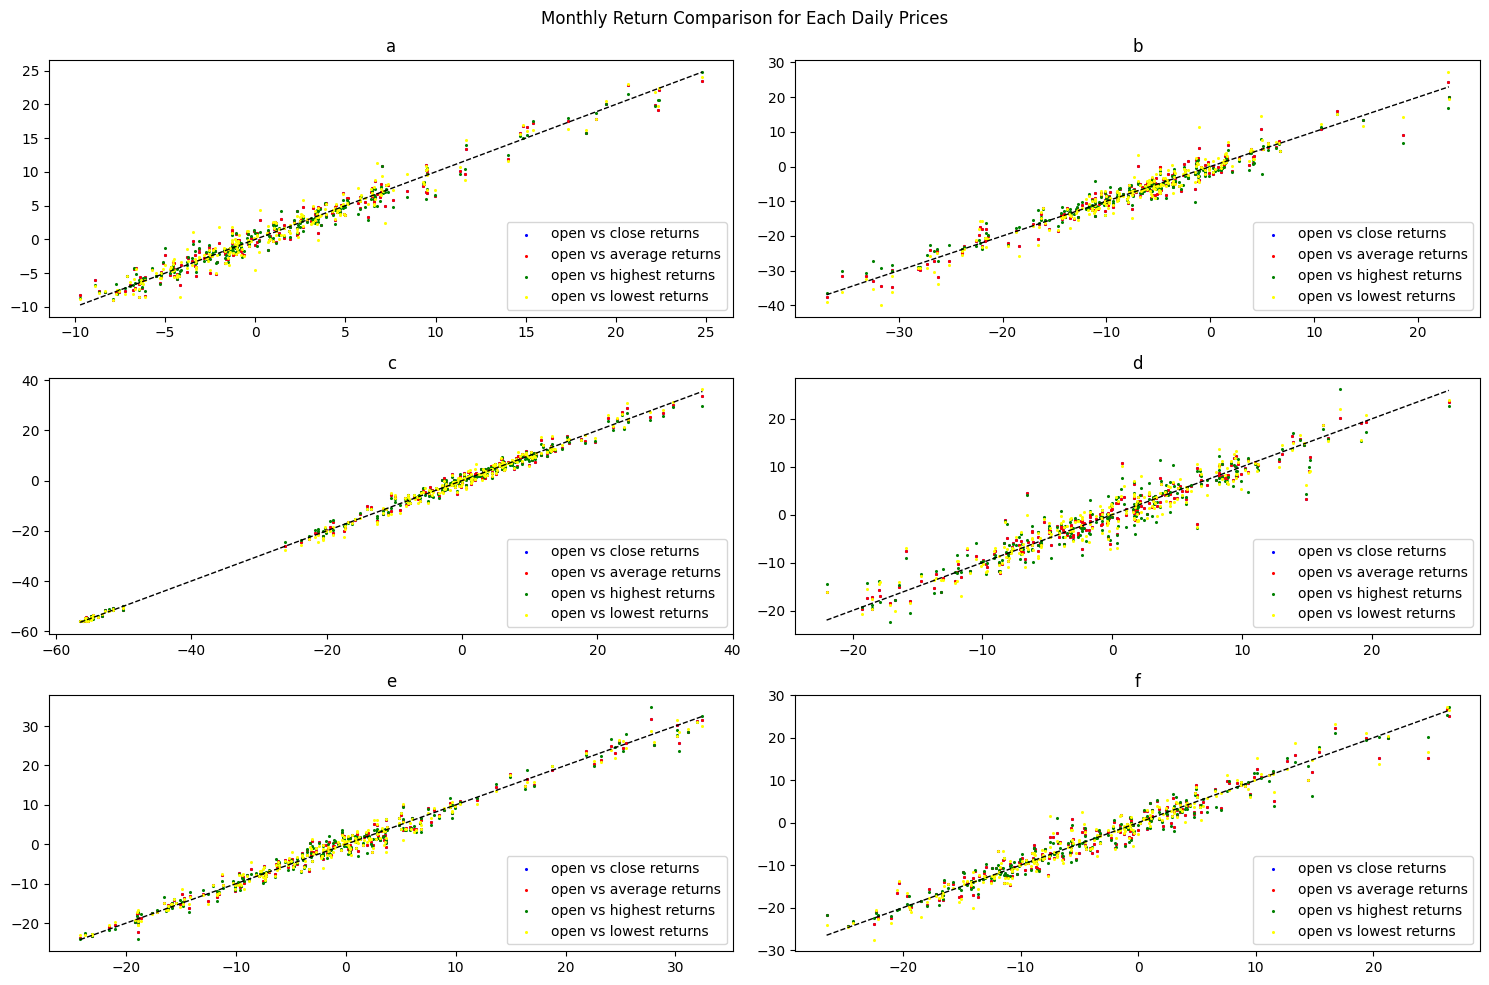 Monthly Return Comparison for Each Daily Prices
a
25
20
15
10
5
0
−5
−10
−10 −5 0 5 10 15 20 25
open vs close returns
open vs average returns
open vs highest returns
open vs lowest returns
b
30
20
10
0
−10
−20
−30
−40
−30 −20 −10 0 10 20
open vs close returns
open vs average returns
open vs highest returns
open vs lowest returns
c
40
20
0
−20
−40
−60
−60 −40 −20 0 20 40
open vs close returns
open vs average returns
open vs highest returns
open vs lowest returns
d
20
10
0
−10
−20
−20 −10 0 10 20
open vs close returns
open vs average returns
open vs highest returns
open vs lowest returns
e
30
20
10
0
−10
−20
−20 −10 0 10 20 30
open vs close returns
open vs average returns
open vs highest returns
open vs lowest returns
f
30
20
10
0
−10
−20
−30
−20 −10 0 10 20
open vs close returns
open vs average returns
open vs highest returns
open vs lowest returns